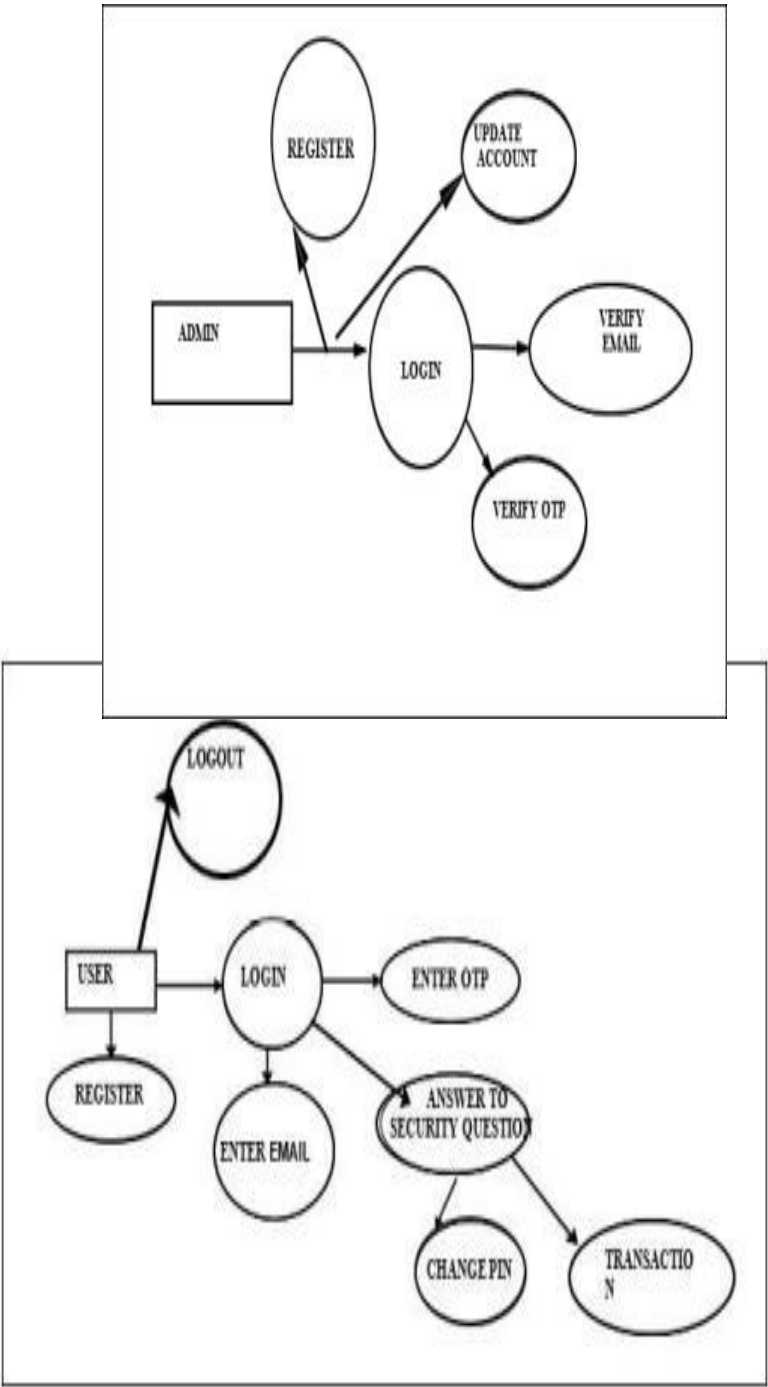 REGISTER
UPDATE
ACCOUNT
ADMIN
LOGIN
VERIFY
EMAIL
VERIFY OTP
LOGOUT
USER
LOGIN
ENTER OTP
REGISTER
ENTER EMAIL
ANSWER TO
SECURITY QUESTION
CHANGE PIN
TRANSACTIO
N